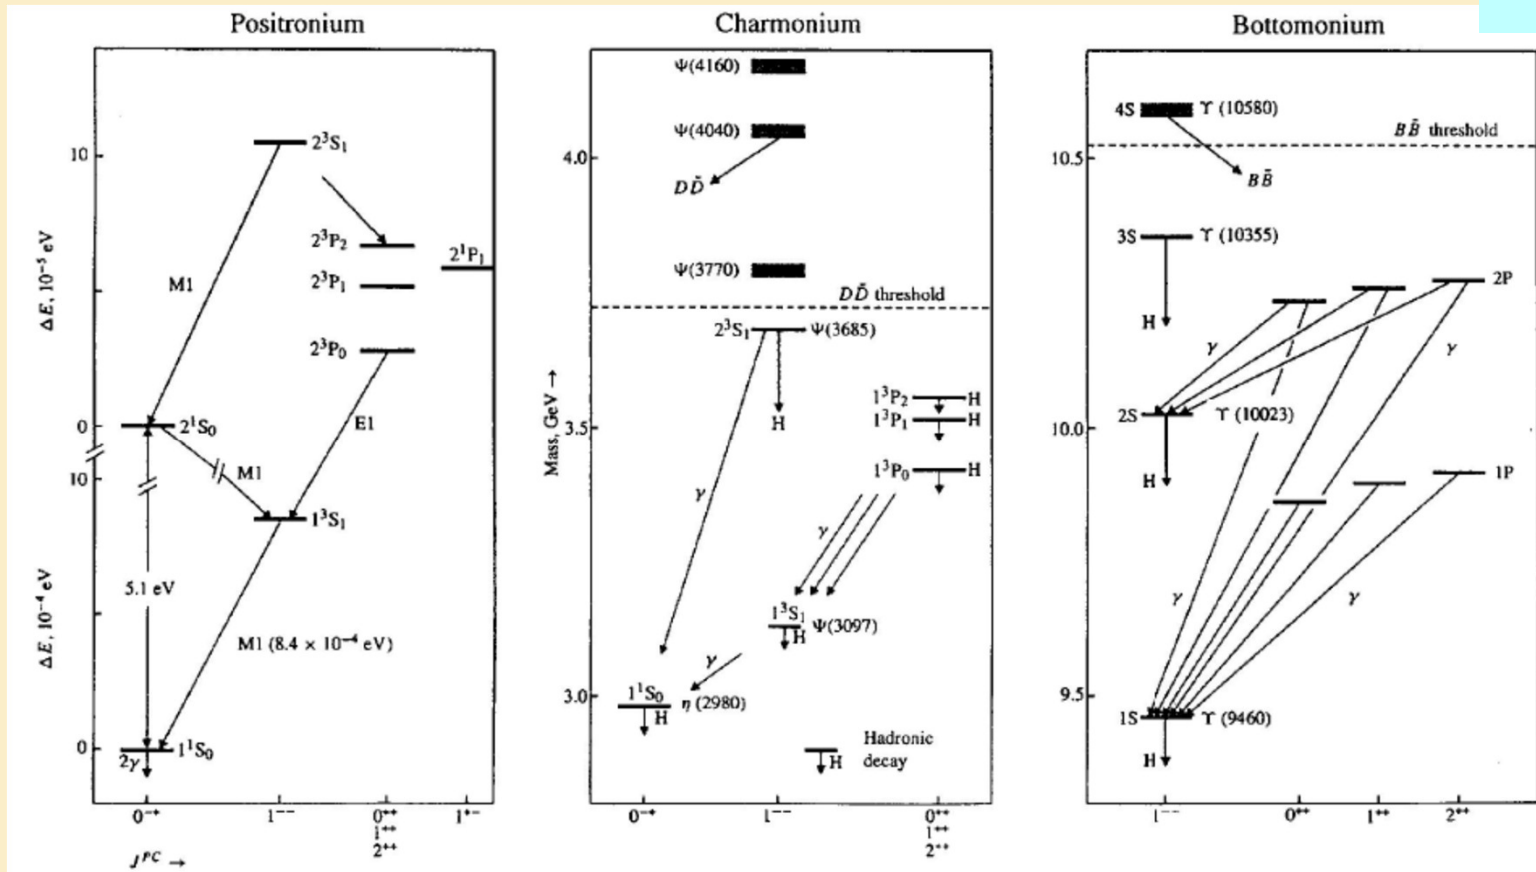 Positronium
10
0
10
0
ΔE, 10⁻⁵ eV
ΔE, 10⁻⁴ eV
2³S₁
2³P₂
2¹P₁
2³P₁
M1
2³P₀
E1
2¹S₀
M1
1³S₁
5.1 eV
M1 (8.4 × 10⁻⁴ eV)
1¹S₀
2γ
0⁻⁺
1⁻⁻
0⁺⁺
1⁺⁺
2⁺⁺
1⁺⁻
Jᴾᶜ →
Charmonium
Mass, GeV →
4.0
3.5
3.0
Ψ(4160)
Ψ(4040)
DD̄
Ψ(3770)
DD̄ threshold
2³S₁ Ψ(3685)
H
1³P₂ H
1³P₁ H
1³P₀ H
γ
γ
1³S₁
Ψ(3097)
H
γ
1¹S₀
η (2980)
H
Hadronic
decay
H
0⁻⁺
1⁻⁻
0⁺⁺
1⁺⁺
2⁺⁺
Bottomonium
10.5
10.0
9.5
4S ϒ (10580)
BB̄ threshold
BB̄
3S ϒ (10355)
2P
H
γ
γ
2S ϒ (10023)
H
1P
γ
γ
1S ϒ (9460)
H
1⁻⁻
0⁺⁺
1⁺⁺
2⁺⁺